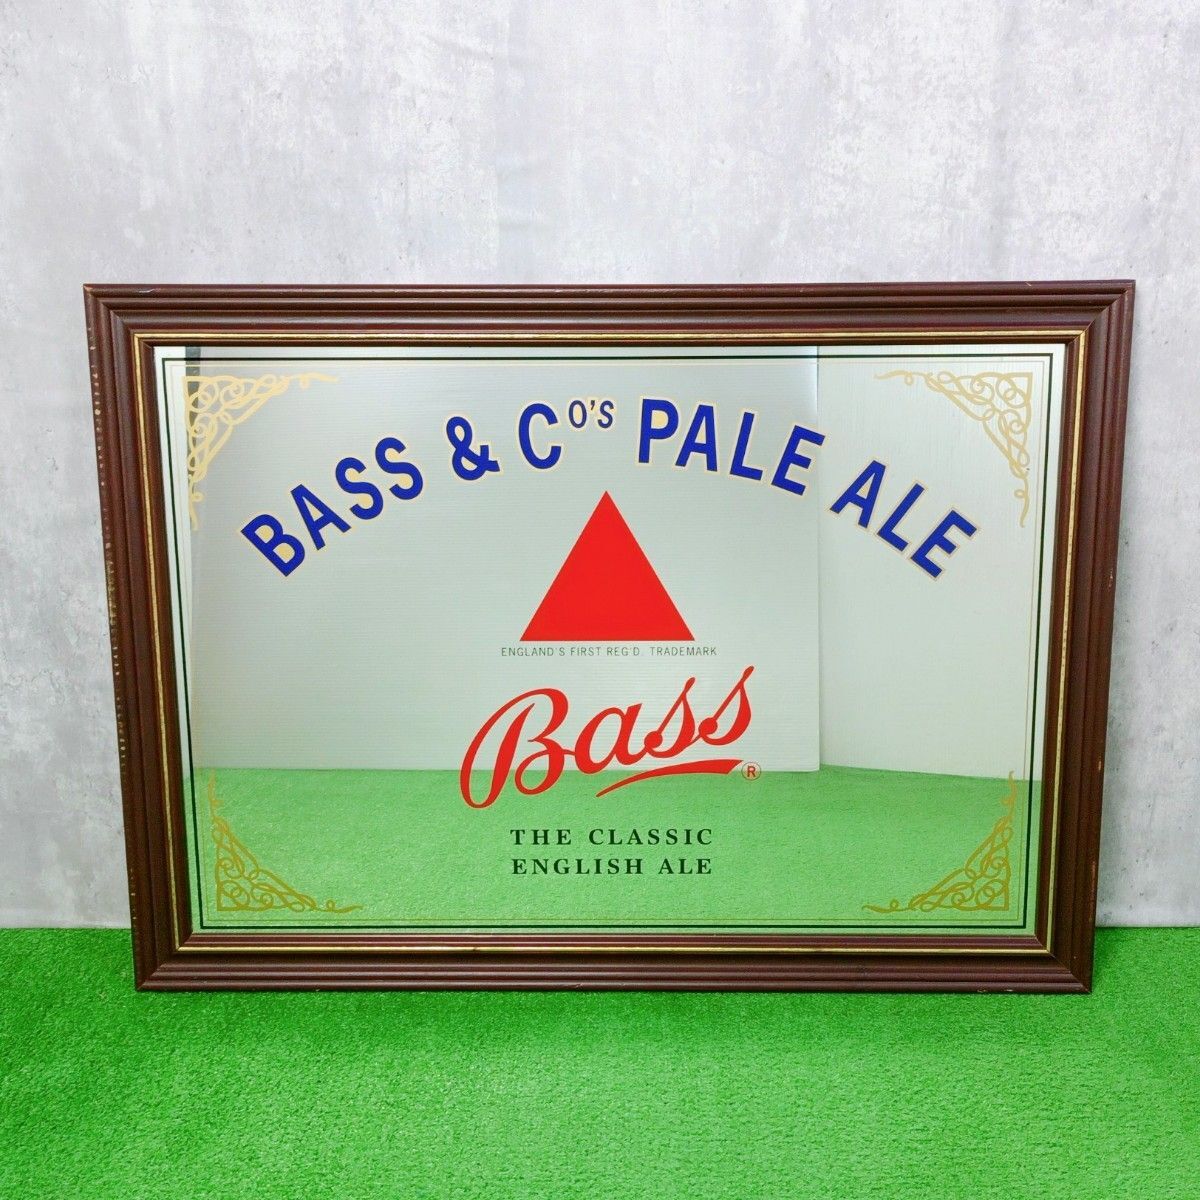 BASS & CO'S PALE ALE
ENGLAND'S FIRST REG'D. TRADEMARK
Bass ®
THE CLASSIC
ENGLISH ALE